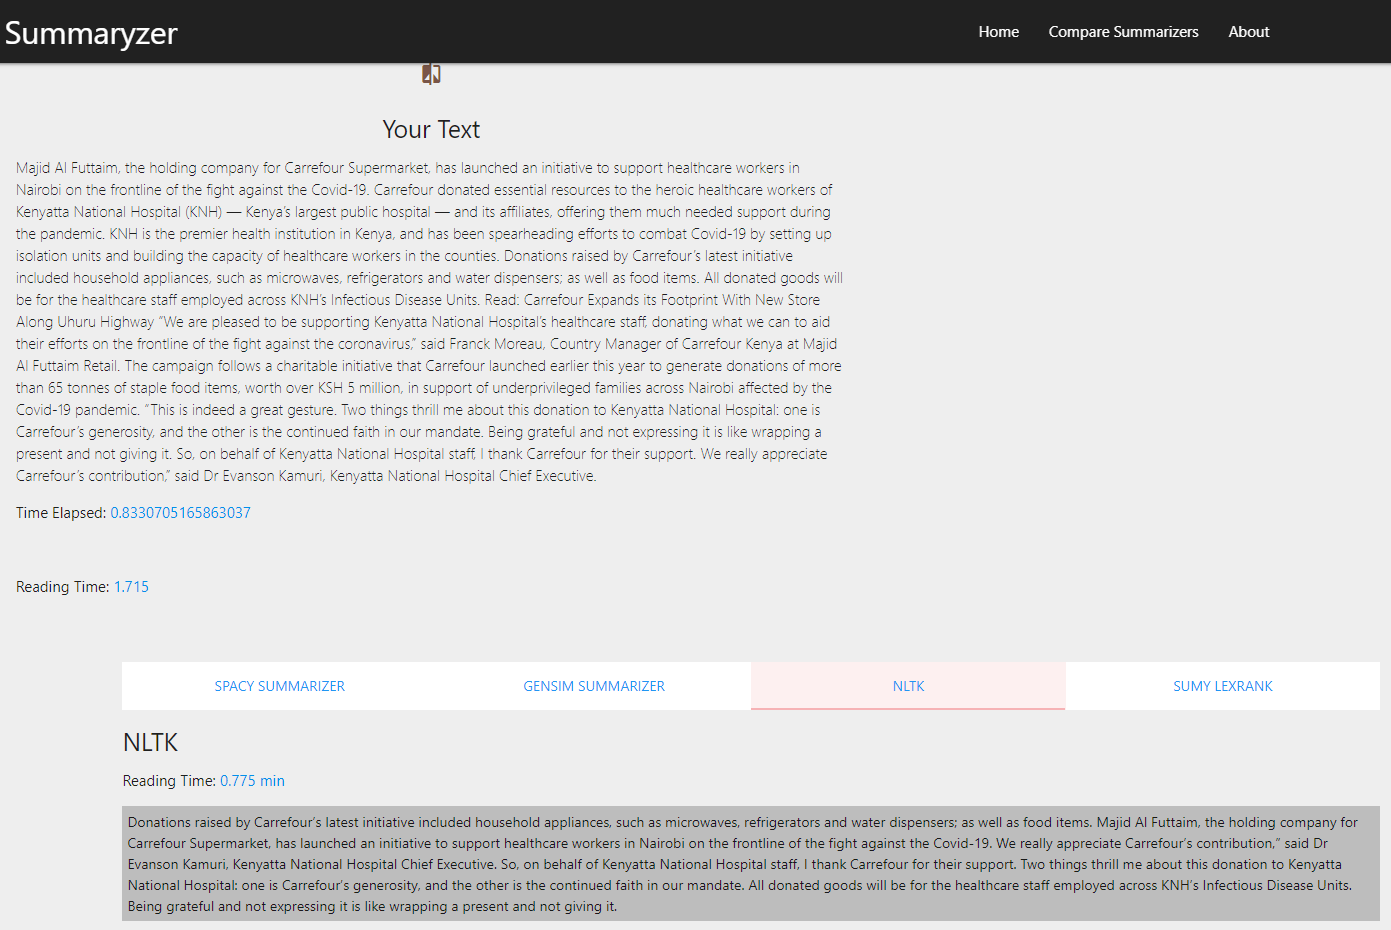 Summaryzer
Home Compare Summarizers About
Your Text
Majid Al Futtaim, the holding company for Carrefour Supermarket, has launched an initiative to support healthcare workers in
Nairobi on the frontline of the fight against the Covid-19. Carrefour donated essential resources to the heroic healthcare workers of
Kenyatta National Hospital (KNH) — Kenya’s largest public hospital — and its affiliates, offering them much needed support during
the pandemic. KNH is the premier health institution in Kenya, and has been spearheading efforts to combat Covid-19 by setting up
isolation units and building the capacity of healthcare workers in the counties. Donations raised by Carrefour’s latest initiative
included household appliances, such as microwaves, refrigerators and water dispensers; as well as food items. All donated goods will
be for the healthcare staff employed across KNH’s Infectious Disease Units. Read: Carrefour Expands its Footprint With New Store
Along Uhuru Highway “We are pleased to be supporting Kenyatta National Hospital’s healthcare staff, donating what we can to aid
their efforts on the frontline of the fight against the coronavirus,” said Franck Moreau, Country Manager of Carrefour Kenya at Majid
Al Futtaim Retail. The campaign follows a charitable initiative that Carrefour launched earlier this year to generate donations of more
than 65 tonnes of staple food items, worth over KSH 5 million, in support of underprivileged families across Nairobi affected by the
Covid-19 pandemic. “This is indeed a great gesture. Two things thrill me about this donation to Kenyatta National Hospital: one is
Carrefour’s generosity, and the other is the continued faith in our mandate. Being grateful and not expressing it is like wrapping a
present and not giving it. So, on behalf of Kenyatta National Hospital staff, I thank Carrefour for their support. We really appreciate
Carrefour’s contribution,” said Dr Evanson Kamuri, Kenyatta National Hospital Chief Executive.
Time Elapsed: 0.8330705165863037
Reading Time: 1.715
SPACY SUMMARIZER GENSIM SUMMARIZER NLTK SUMY LEXRANK
NLTK
Reading Time: 0.775 min
Donations raised by Carrefour’s latest initiative included household appliances, such as microwaves, refrigerators and water dispensers; as well as food items. Majid Al Futtaim, the holding company for
Carrefour Supermarket, has launched an initiative to support healthcare workers in Nairobi on the frontline of the fight against the Covid-19. We really appreciate Carrefour’s contribution,” said Dr
Evanson Kamuri, Kenyatta National Hospital Chief Executive. So, on behalf of Kenyatta National Hospital staff, I thank Carrefour for their support. Two things thrill me about this donation to Kenyatta
National Hospital: one is Carrefour’s generosity, and the other is the continued faith in our mandate. All donated goods will be for the healthcare staff employed across KNH’s Infectious Disease Units.
Being grateful and not expressing it is like wrapping a present and not giving it.